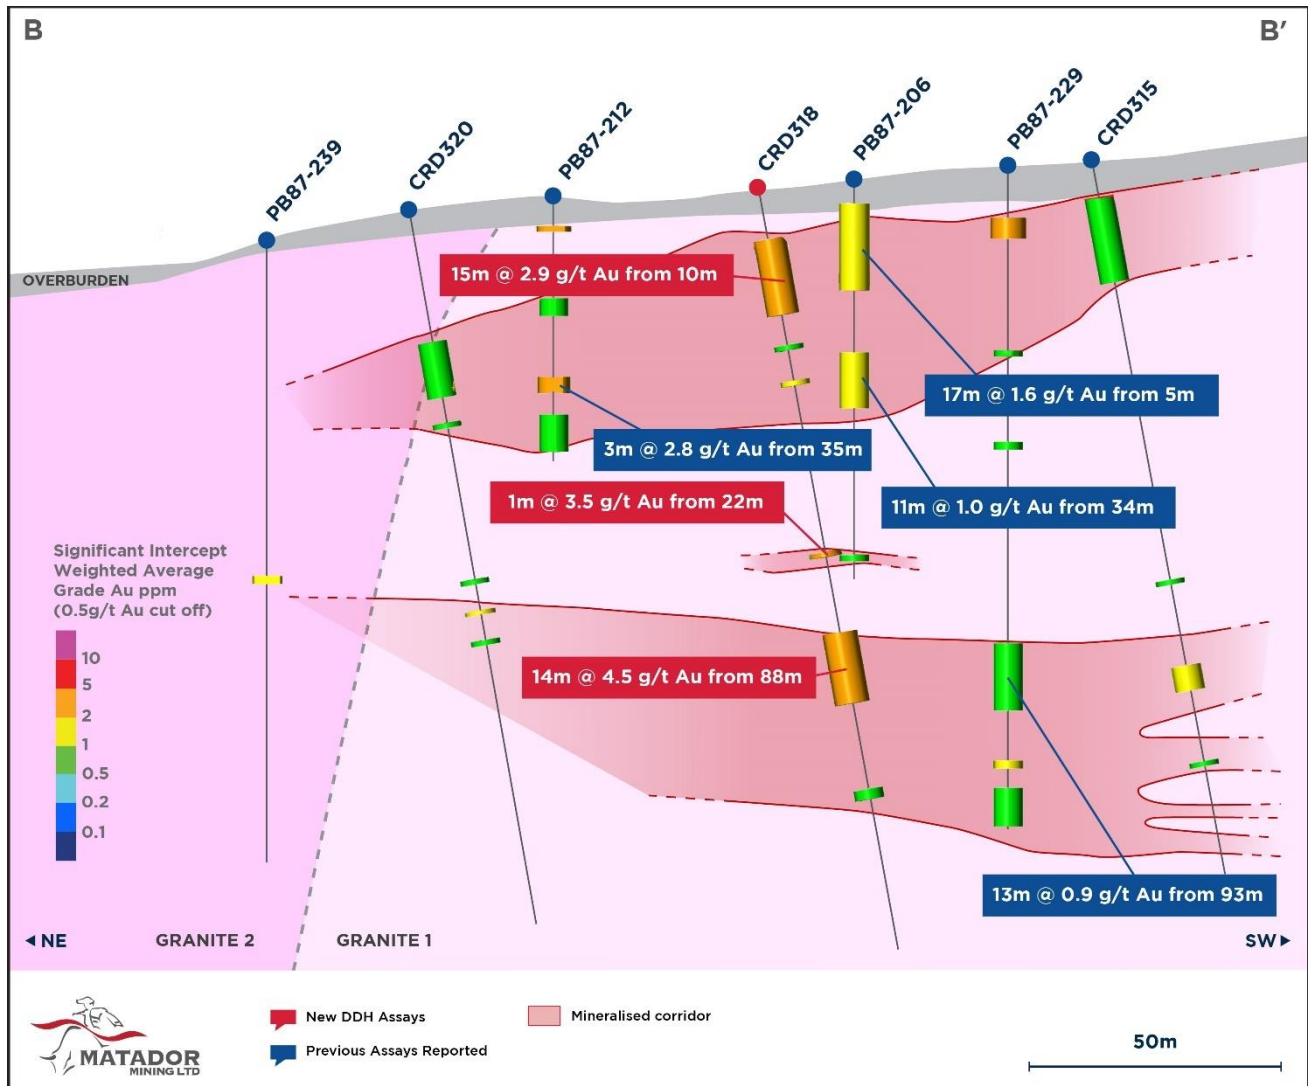 B
B'
PB87-239
CRD320
PB87-212
CRD318
PB87-206
PB87-229
CRD315
OVERBURDEN
15m @ 2.9 g/t Au from 10m
17m @ 1.6 g/t Au from 5m
3m @ 2.8 g/t Au from 35m
1m @ 3.5 g/t Au from 22m
11m @ 1.0 g/t Au from 34m
Significant Intercept
Weighted Average
Grade Au ppm
(0.5g/t Au cut off)
10
5
2
1
0.5
0.2
0.1
14m @ 4.5 g/t Au from 88m
13m @ 0.9 g/t Au from 93m
NE
GRANITE 2
GRANITE 1
SW
MATADOR
MINING LTD
New DDH Assays
Previous Assays Reported
Mineralised corridor
50m